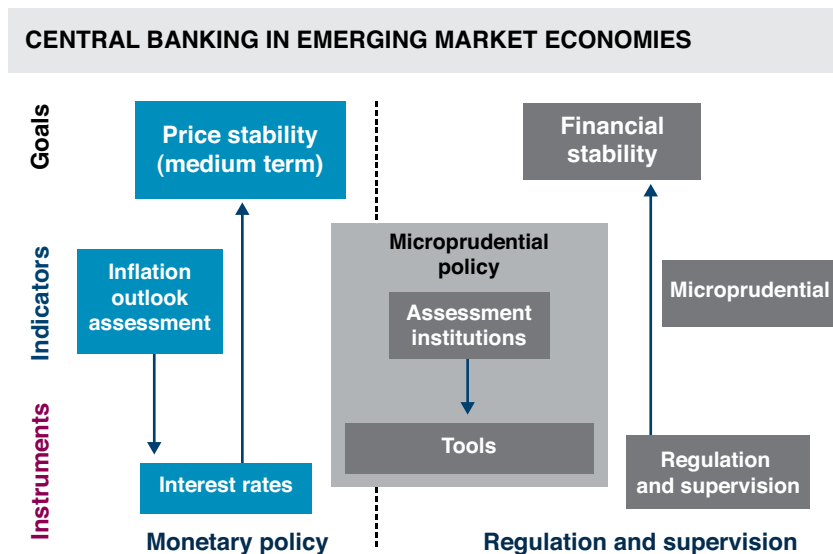 CENTRAL BANKING IN EMERGING MARKET ECONOMIES
Goals
Price stability
(medium term)
Financial
stability
Indicators
Inflation
outlook
assessment
Microprudential
policy
Assessment
institutions
Microprudential
Instruments
Interest rates
Tools
Regulation
and supervision
Monetary policy
Regulation and supervision